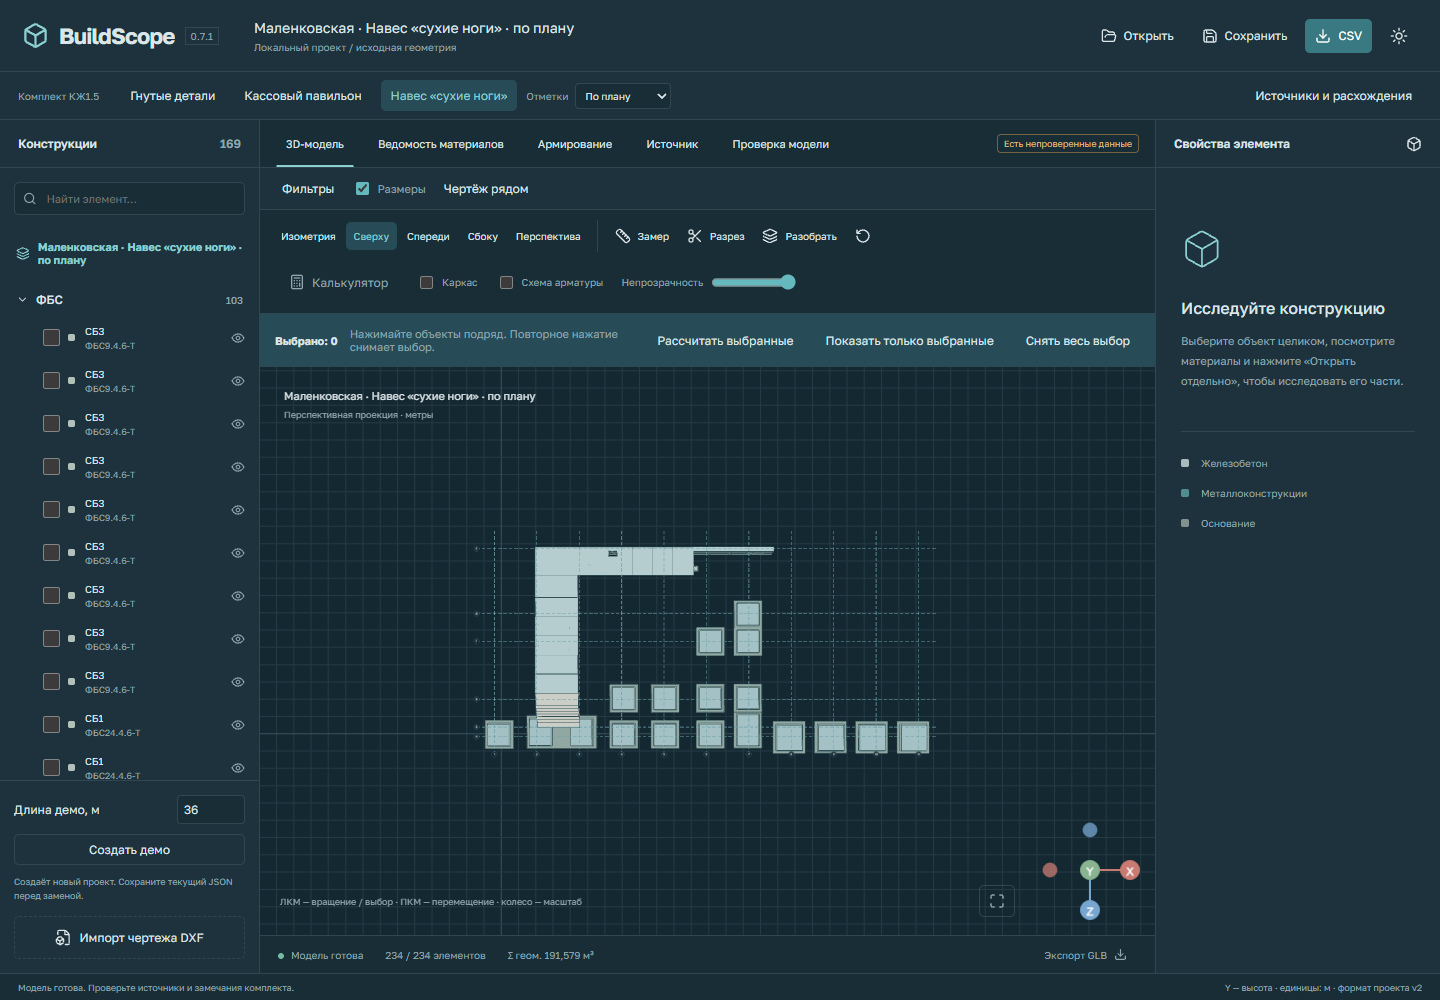 BuildScope 0.7.1
Маленковская · Навес «сухие ноги» · по плану
Локальный проект / исходная геометрия
Открыть
Сохранить
CSV
Комплект КЖ1.5
Гнутые детали
Кассовый павильон
Навес «сухие ноги»
Отметки
По плану
Источники и расхождения
Конструкции 169
Найти элемент...
Маленковская · Навес «сухие ноги» ·
по плану
ФБС 103
СБ3
ФБС9.4.6-Т
СБ3
ФБС9.4.6-Т
СБ3
ФБС9.4.6-Т
СБ3
ФБС9.4.6-Т
СБ3
ФБС9.4.6-Т
СБ3
ФБС9.4.6-Т
СБ3
ФБС9.4.6-Т
СБ3
ФБС9.4.6-Т
СБ3
ФБС9.4.6-Т
СБ1
ФБС24.4.6-Т
СБ1
ФБС24.4.6-Т
Длина демо, м
36
Создать демо
Создаёт новый проект. Сохраните текущий JSON
перед заменой.
Импорт чертежа DXF
3D-модель
Ведомость материалов
Армирование
Источник
Проверка модели
Есть непроверенные данные
Фильтры
Размеры
Чертёж рядом
Изометрия
Сверху
Спереди
Сбоку
Перспектива
Замер
Разрез
Разобрать
Калькулятор
Каркас
Схема арматуры
Непрозрачность
Выбрано: 0
Нажимайте объекты подряд. Повторное нажатие
снимает выбор.
Рассчитать выбранные
Показать только выбранные
Снять весь выбор
Маленковская · Навес «сухие ноги» · по плану
Перспективная проекция · метры
Y
X
Z
ЛКМ — вращение / выбор · ПКМ — перемещение · колесо — масштаб
Модель готова
234 / 234 элементов
Σ геом. 191,579 м³
Экспорт GLB
Свойства элемента
Исследуйте конструкцию
Выберите объект целиком, посмотрите
материалы и нажмите «Открыть
отдельно», чтобы исследовать его части.
Железобетон
Металлоконструкции
Основание
Модель готова. Проверьте источники и замечания комплекта.
Y — высота · единицы: м · формат проекта v2